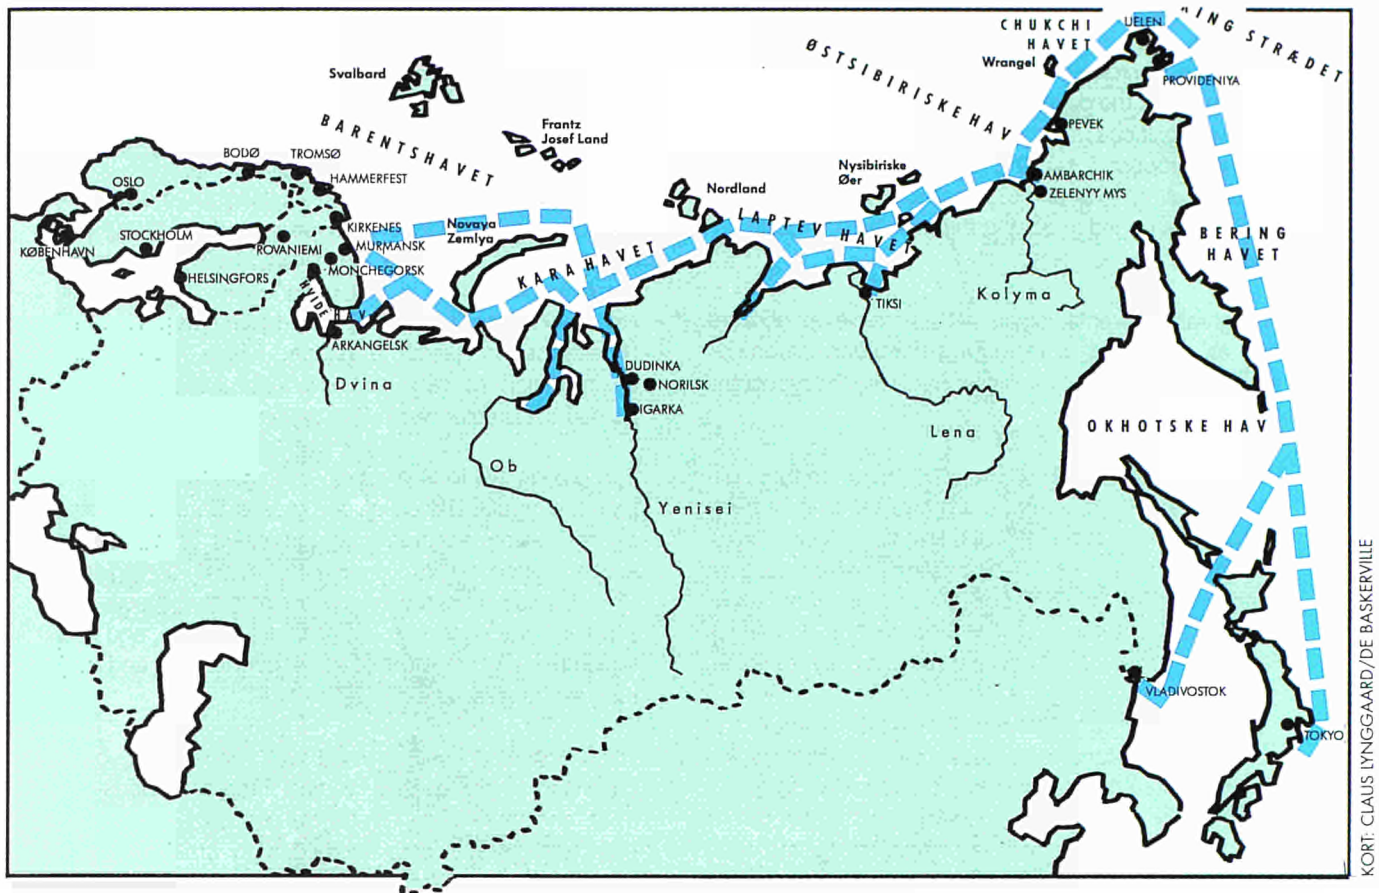 CHUKCHI
HAVET
UELEN
RING STRÆDET
Wrangel
PROVIDENIYA
ØSTSIBIRISKE HAV
PEVEK
Svalbard
BARENTSHAVET
Frantz
Josef Land
BODØ
TROMSØ
HAMMERFEST
OSLO
Nysibiriske
Øer
AMBARCHIK
ZELENYY MYS
Nordland
LAPTEV HAVET
KØBENHAVN
STOCKHOLM
KIRKENES
Novaya
Zemlya
ROVANIEMI
MURMANSK
MONCHEGORSK
HELSINGFORS
KARAHAVET
BERING
HAVET
HVIDE
HAV
Kolyma
TIKSI
ARKANGELSK
Dvina
DUDINKA
NORILSK
IGARKA
OKHOTSKE HAV
Lena
Ob
Yenisei
VLADIVOSTOK
TOKYO
KORT: CLAUS LYNGGAARD/DE BASKERVILLE